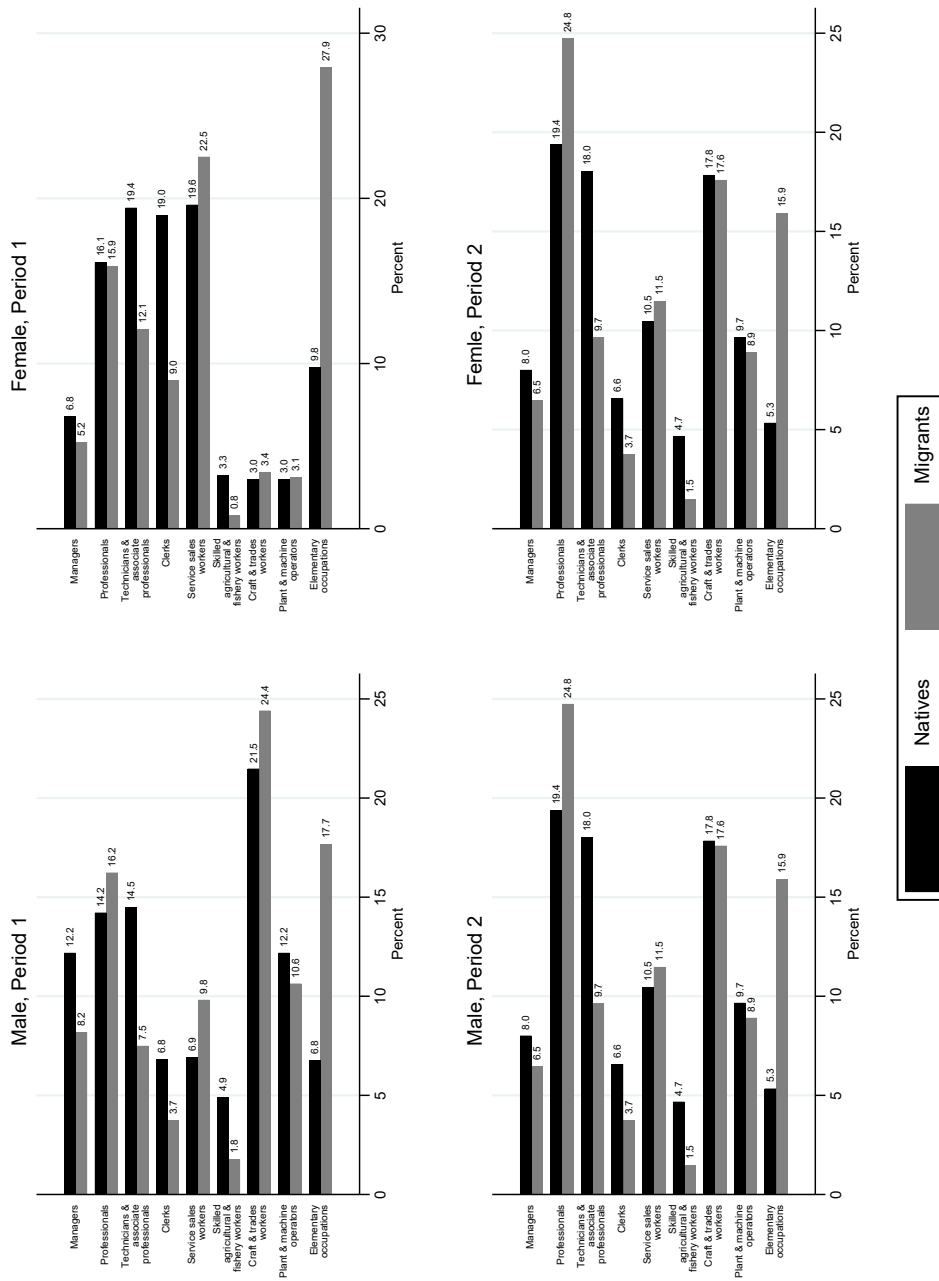 Male, Period 1
Managers
12.2
8.2
Professionals
14.2
16.2
Technicians &
associate
professionals
14.5
7.5
Clerks
6.8
3.7
Service sales
workers
6.9
9.8
Skilled
agricultural &
fishery workers
4.9
1.8
Craft & trades
workers
21.5
24.4
Plant & machine
operators
12.2
10.6
Elementary
occupations
6.8
17.7
0 5 10 15 20 25
Percent
Female, Period 1
Managers
6.8
5.2
Professionals
16.1
15.9
Technicians &
associate
professionals
19.4
12.1
Clerks
19.0
9.0
Service sales
workers
19.6
22.5
Skilled
agricultural &
fishery workers
3.3
0.8
Craft & trades
workers
3.0
3.4
Plant & machine
operators
3.0
3.1
Elementary
occupations
9.8
27.9
0 10 20 30
Percent
Male, Period 2
Managers
8.0
6.5
Professionals
19.4
24.8
Technicians &
associate
professionals
18.0
9.7
Clerks
6.6
3.7
Service sales
workers
10.5
11.5
Skilled
agricultural &
fishery workers
4.7
1.5
Craft & trades
workers
17.8
17.6
Plant & machine
operators
9.7
8.9
Elementary
occupations
5.3
15.9
0 5 10 15 20 25
Percent
Femle, Period 2
Managers
8.0
6.5
Professionals
19.4
24.8
Technicians &
associate
professionals
18.0
9.7
Clerks
6.6
3.7
Service sales
workers
10.5
11.5
Skilled
agricultural &
fishery workers
4.7
1.5
Craft & trades
workers
17.8
17.6
Plant & machine
operators
9.7
8.9
Elementary
occupations
5.3
15.9
0 5 10 15 20 25
Percent
Natives Migrants